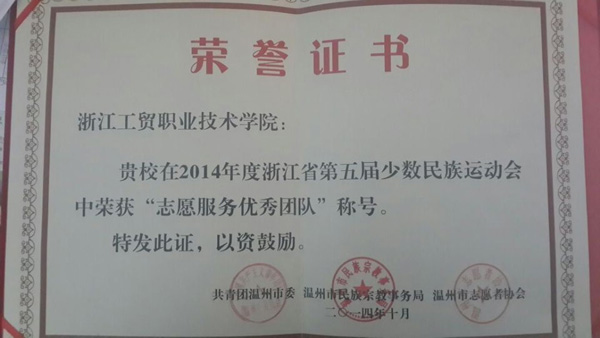 荣誉证书
浙江工贸职业技术学院：
贵校在2014年度浙江省第五届少数民族运动会
中荣获“志愿服务优秀团队”称号。
特发此证，以资鼓励。
共青团温州市委 温州市民族宗教事务局 温州市志愿者协会
二〇一四年十月